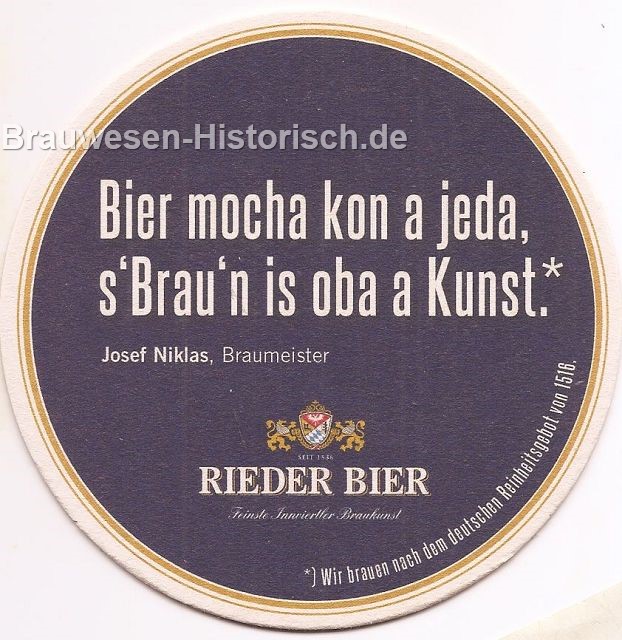 Brauwesen-Historisch.de
Bier mocha kon a jeda,
s'Brau'n is oba a Kunst.*
Josef Niklas, Braumeister
SEIT 1536
RIEDER BIER
Feinste Innviertler Braukunst
*) Wir brauen nach dem deutschen Reinheitsgebot von 1516.